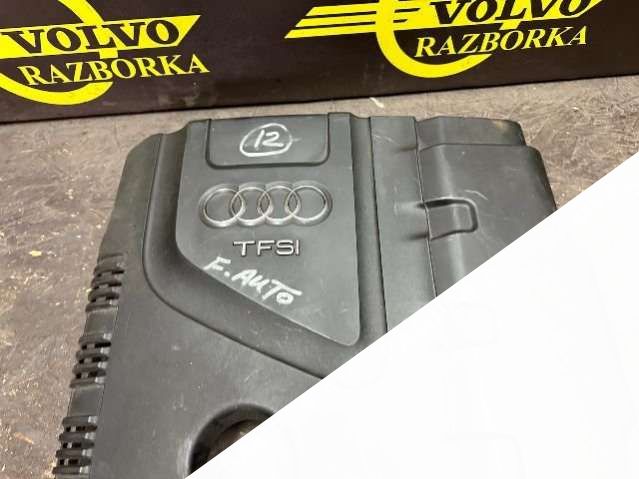 VOLVO
RAZBORKA
VOLVO
RAZBORKA
12
TFSI
F. AUTO